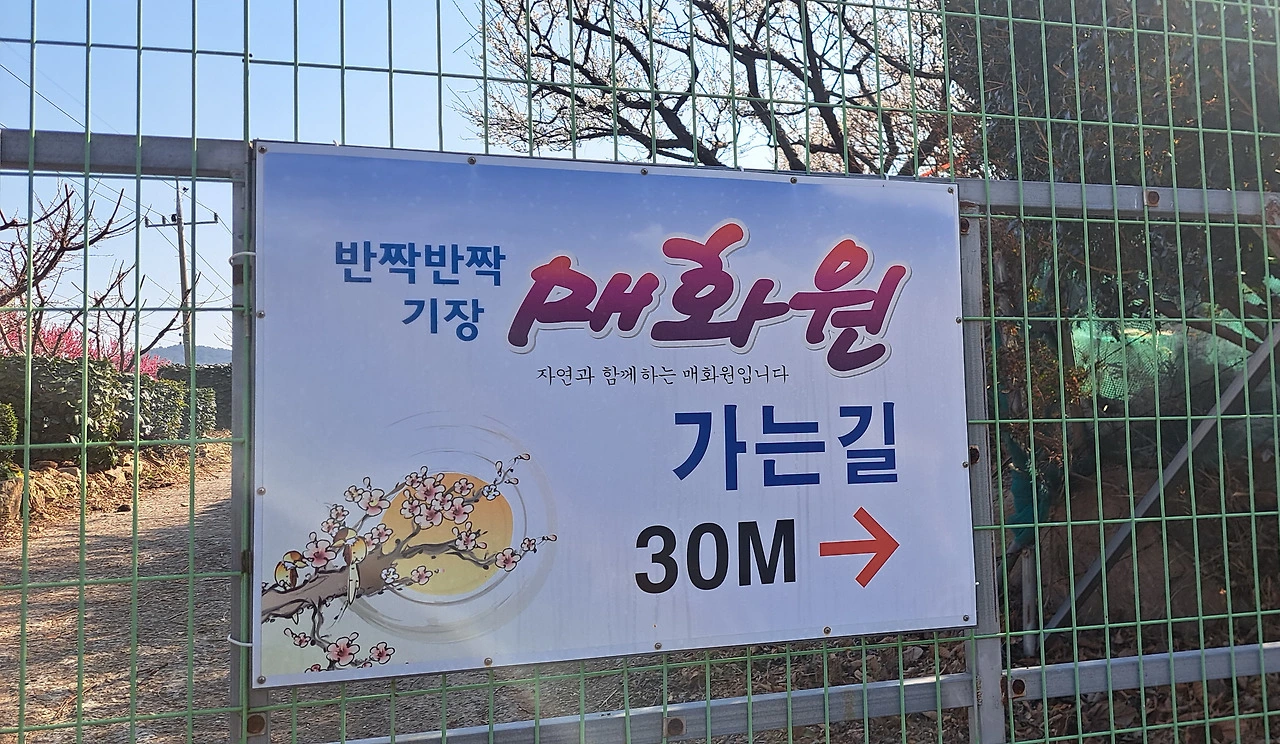 반짝반짝
기장
매화원
자연과 함께하는 매화원입니다
가는길
30M →